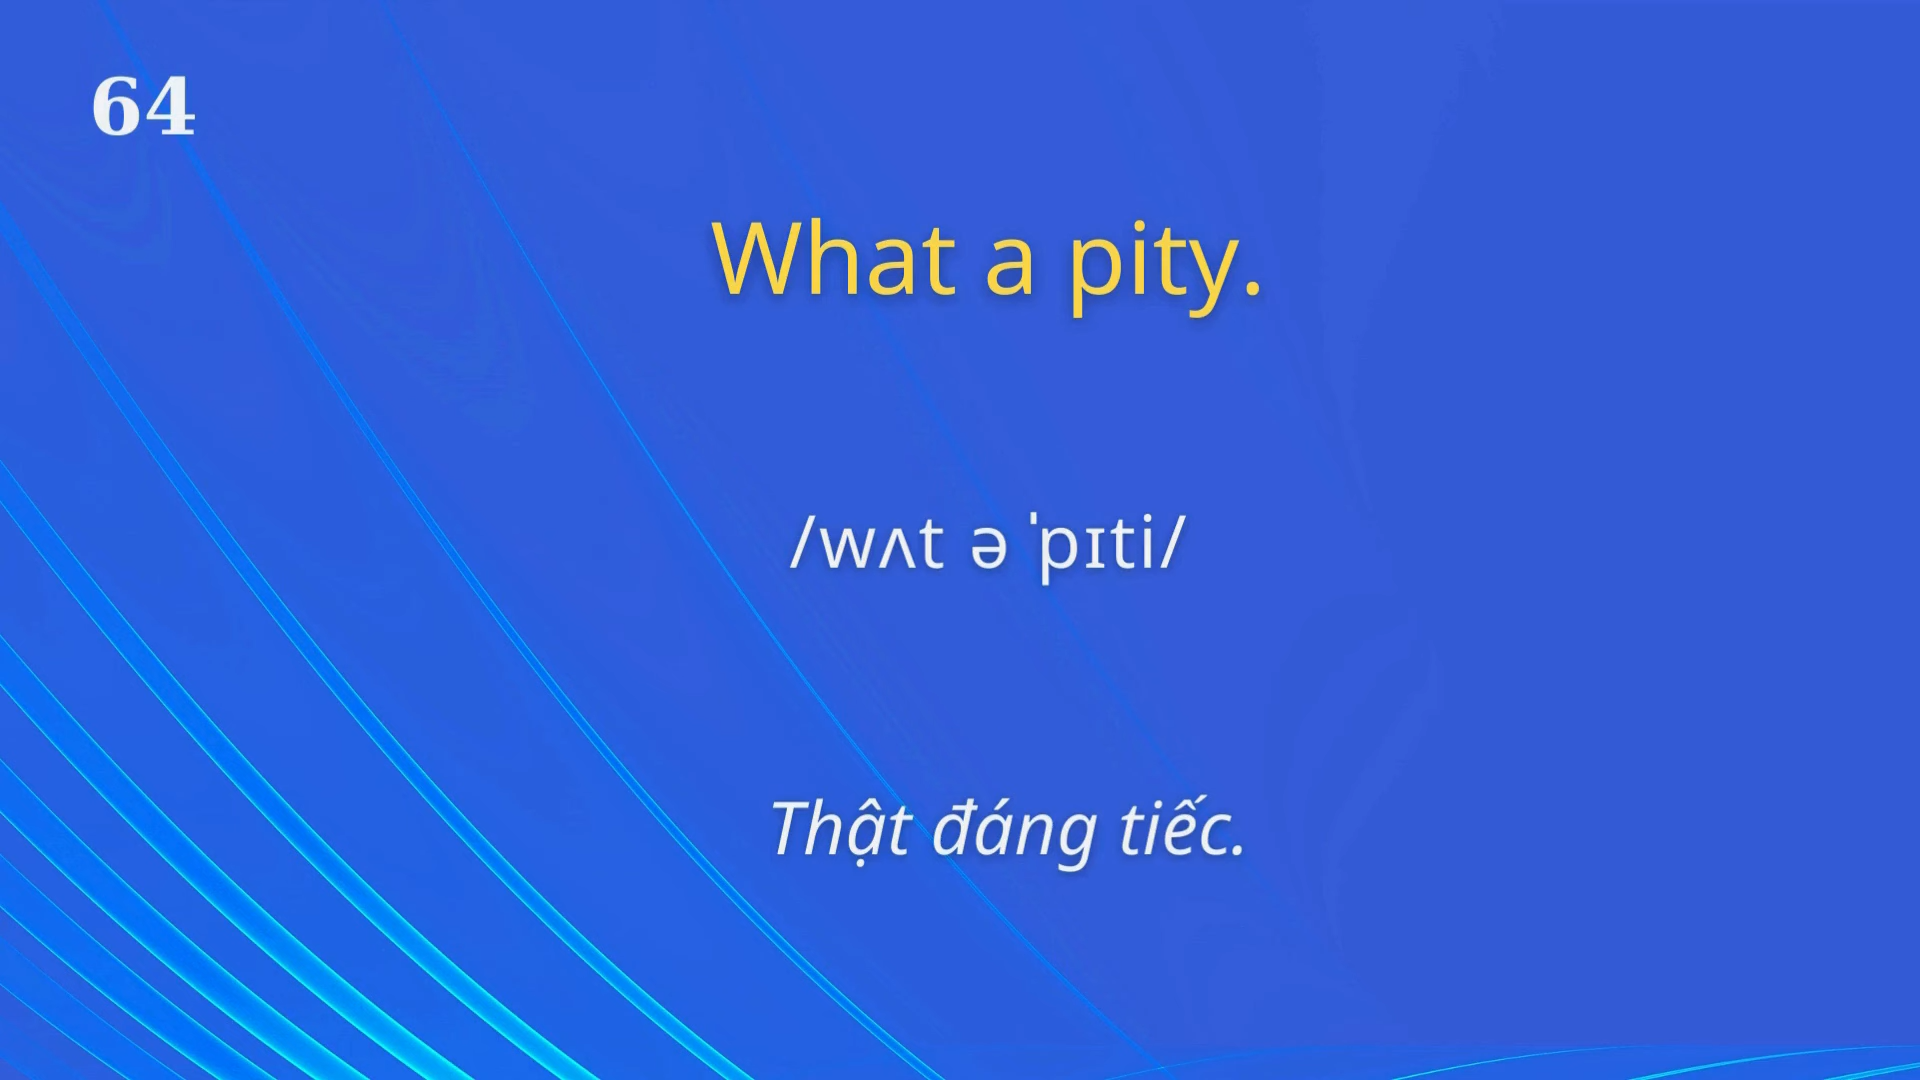 64
What a pity.
/wʌt ə ˈpɪti/
Thật đáng tiếc.